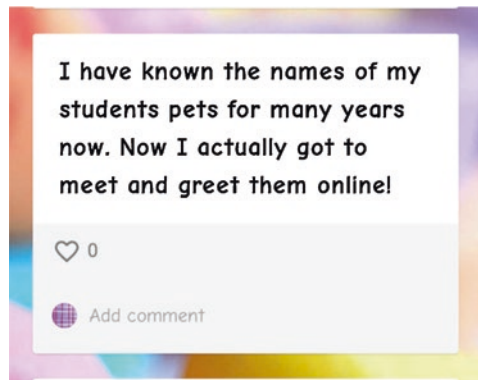 I have known the names of my
students pets for many years
now. Now I actually got to
meet and greet them online!
0
Add comment